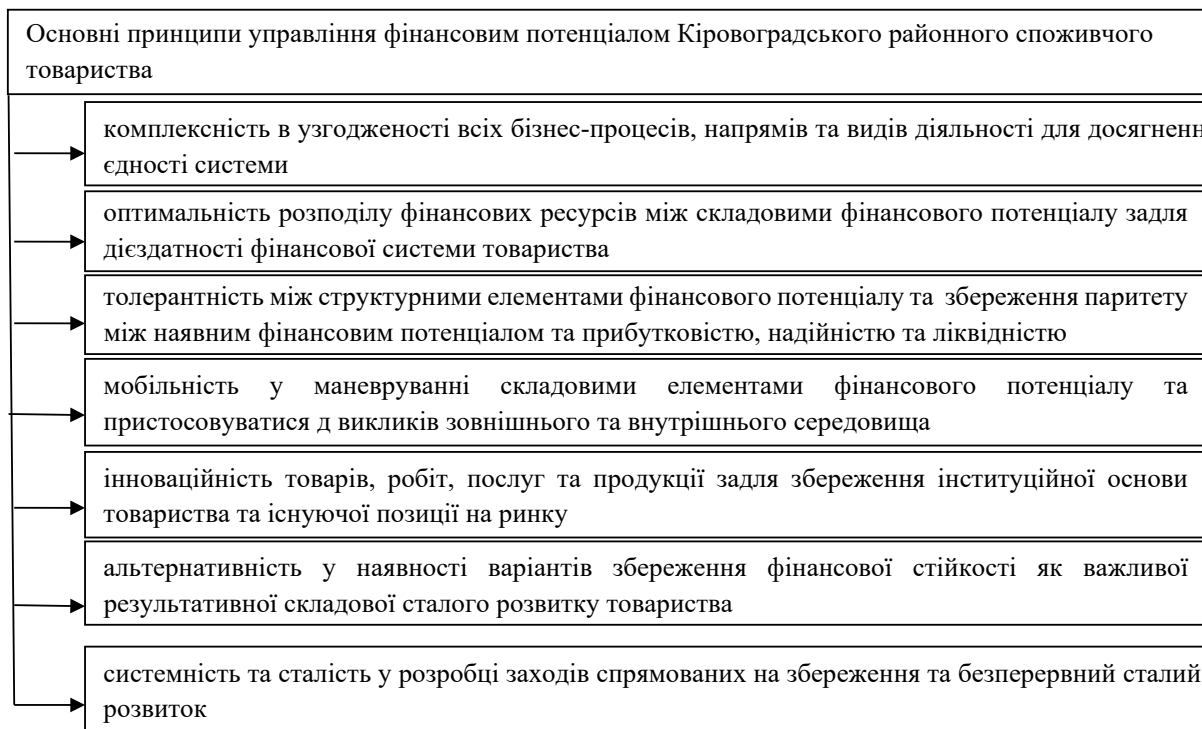 Основні принципи управління фінансовим потенціалом Кіровоградського районного споживчого
товариства
комплексність в узгодженості всіх бізнес-процесів, напрямів та видів діяльності для досягненн
єдності системи
оптимальність розподілу фінансових ресурсів між складовими фінансового потенціалу задля
дієздатності фінансової системи товариства
толерантність між структурними елементами фінансового потенціалу та збереження паритету
між наявним фінансовим потенціалом та прибутковістю, надійністю та ліквідністю
мобільність у маневруванні складовими елементами фінансового потенціалу та
пристосовуватися д викликів зовнішнього та внутрішнього середовища
інноваційність товарів, робіт, послуг та продукції задля збереження інституційної основи
товариства та існуючої позиції на ринку
альтернативність у наявності варіантів збереження фінансової стійкості як важливої
результативної складової сталого розвитку товариства
системність та сталість у розробці заходів спрямованих на збереження та безперервний сталий
розвиток